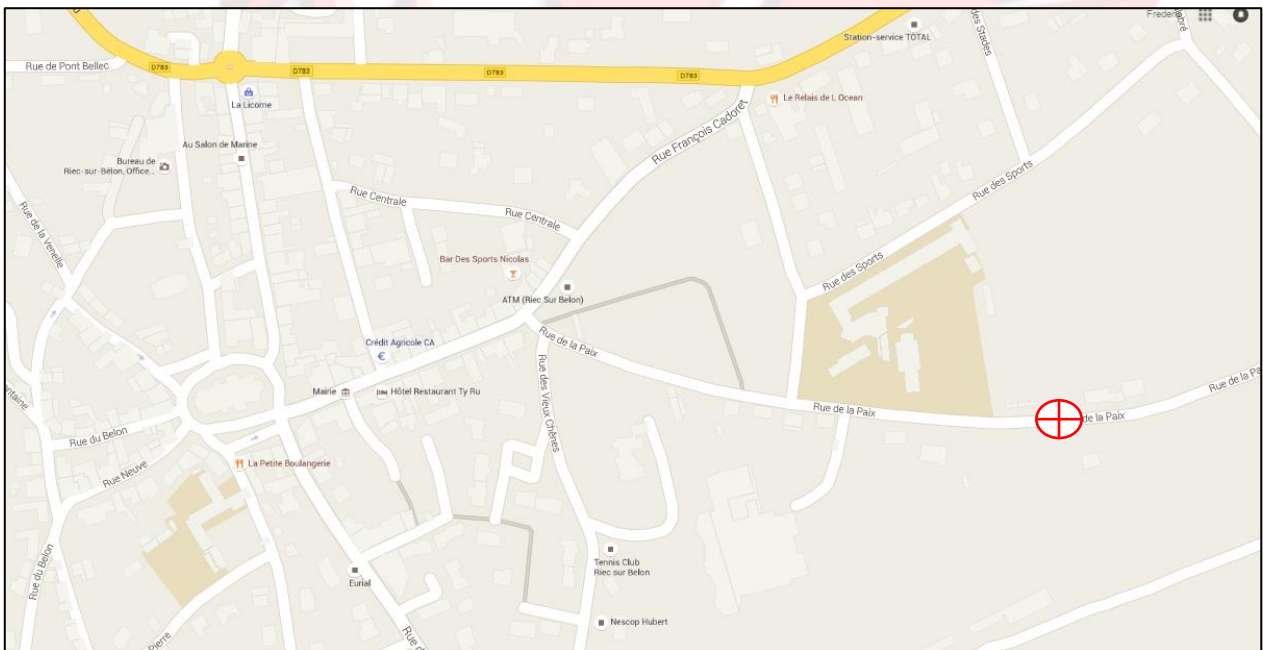 Frederic
Station-service TOTAL
Rue de Pont Bellec
D783
D783
D783
D783
La Licorne
Le Relais de L Ocean
des Stades
Rue François Cadoret
Au Salon de Marine
Bureau de
Riec-sur-Bélon, Office...
Rue des Sports
Rue Centrale
Rue Centrale
Rue de la Venelle
Bar Des Sports Nicolas
Rue des Sports
ATM (Riec Sur Belon)
Rue de la Paix
Crédit Agricole CA
€
Rue des Vieux Chênes
Mairie
Hôtel Restaurant Ty Ru
Rue de la Pa
Rue de la Paix
de la Paix
Rue du Belon
Rue Neuve
La Petite Boulangerie
Rue du Belon
Tennis Club
Riec sur Belon
Eurial
Nescop Hubert
Pierre
Rue d